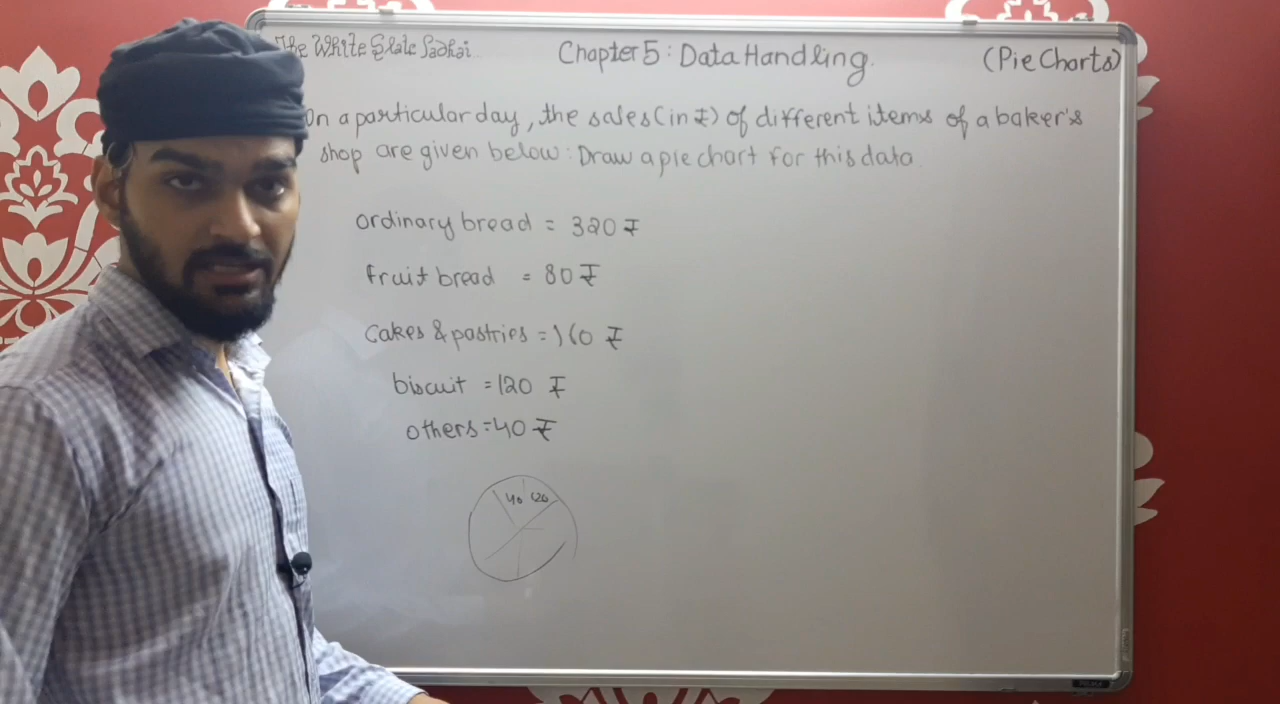 The White Slate Padhai...
Chapter 5: Data Handling.
(Pie Charts)
On a particular day, the sales (in ₹) of different items of a baker's
shop are given below: Draw a pie chart for this data.
ordinary bread = 320 ₹
fruit bread = 80 ₹
Cakes & pastries = 160 ₹
biscuit = 120 ₹
others = 40 ₹
40 120